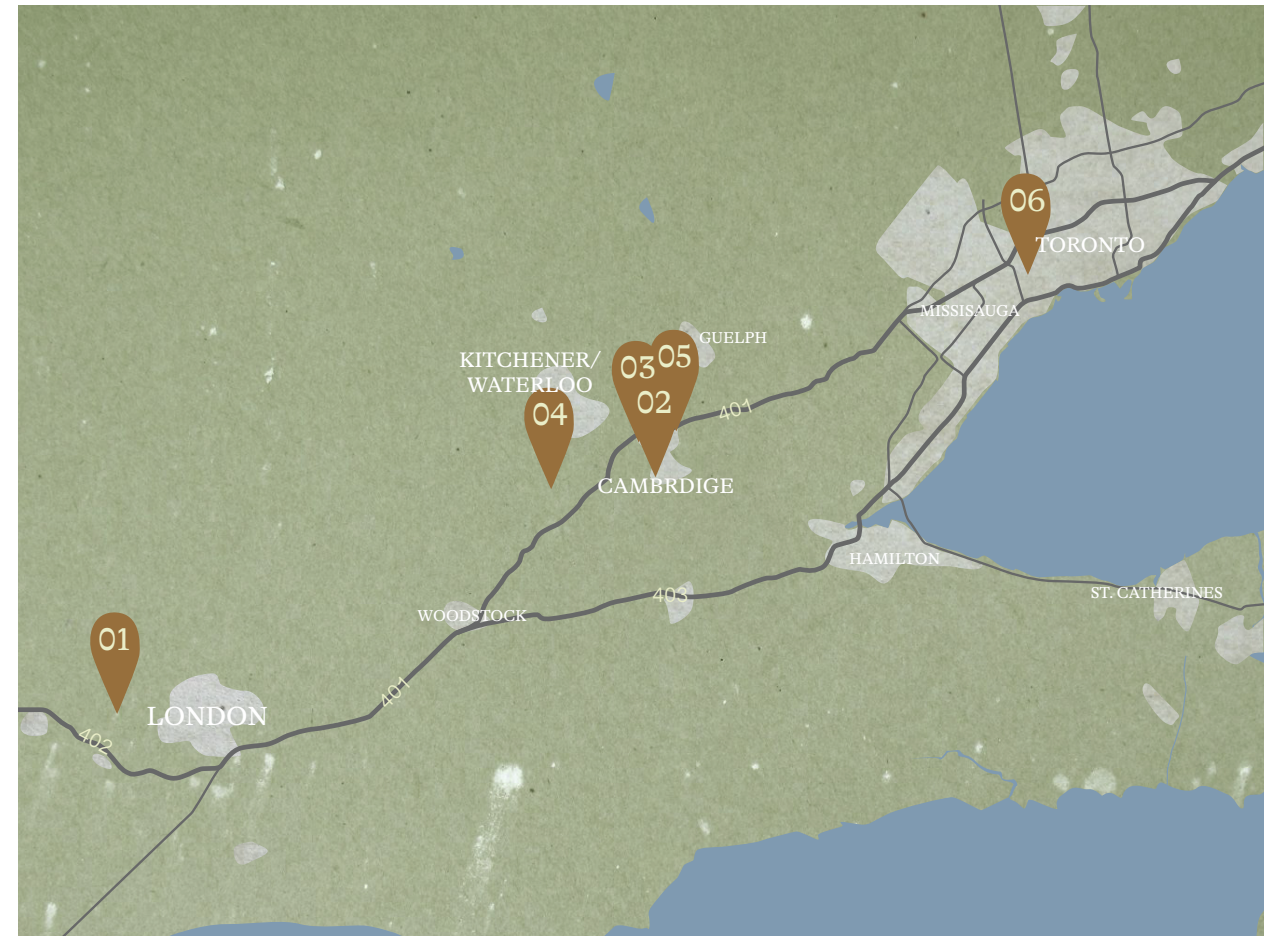 06
TORONTO
MISSISAUGA
GUELPH
KITCHENER/
WATERLOO
03
05
02
04
401
CAMBRDIGE
HAMILTON
ST. CATHERINES
403
WOODSTOCK
01
401
LONDON
402